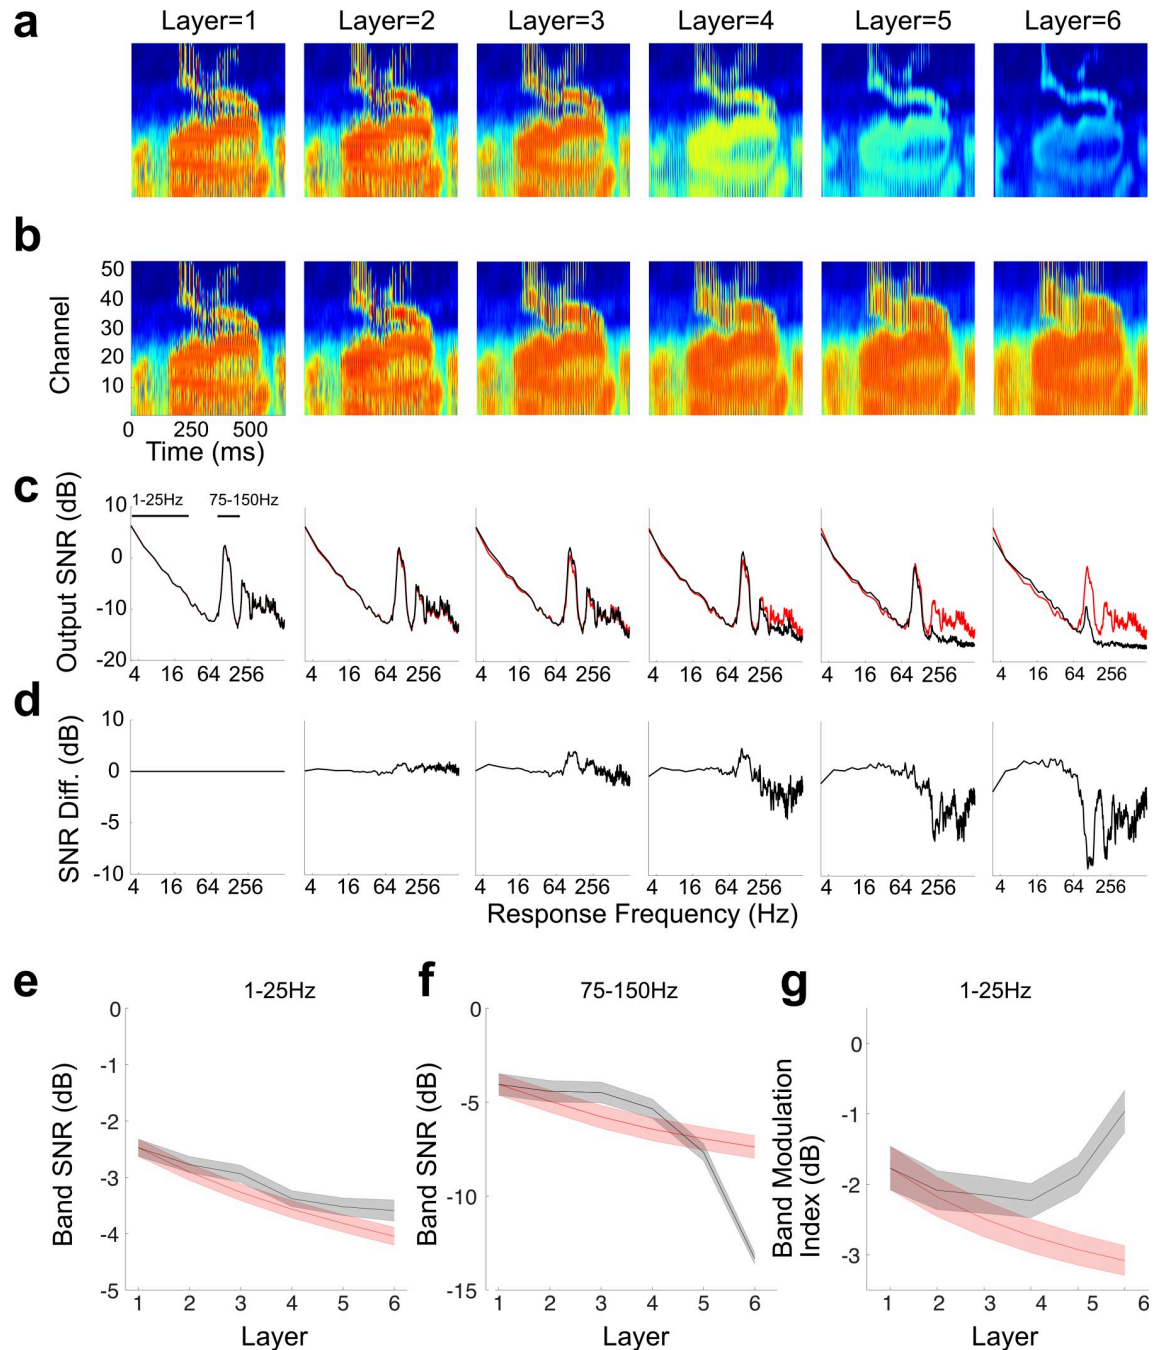 a
Layer=1 Layer=2 Layer=3 Layer=4 Layer=5 Layer=6
b
Channel
50
40
30
20
10
0 250 500
Time (ms)
c
Output SNR (dB)
10
0
-10
-20
1-25Hz 75-150Hz
4 16 64 256 4 16 64 256 4 16 64 256 4 16 64 256 4 16 64 256 4 16 64 256
d
SNR Diff. (dB)
10
0
-5
-10
4 16 64 256 4 16 64 256 4 16 64 256 4 16 64 256 4 16 64 256 4 16 64 256
Response Frequency (Hz)
e
1-25Hz
Band SNR (dB)
0
-1
-2
-3
-4
-5
1 2 3 4 5 6
Layer
f
75-150Hz
Band SNR (dB)
0
-5
-10
-15
1 2 3 4 5 6
Layer
g
1-25Hz
Band Modulation
Index (dB)
0
-1
-2
-3
1 2 3 4 5 6
Layer